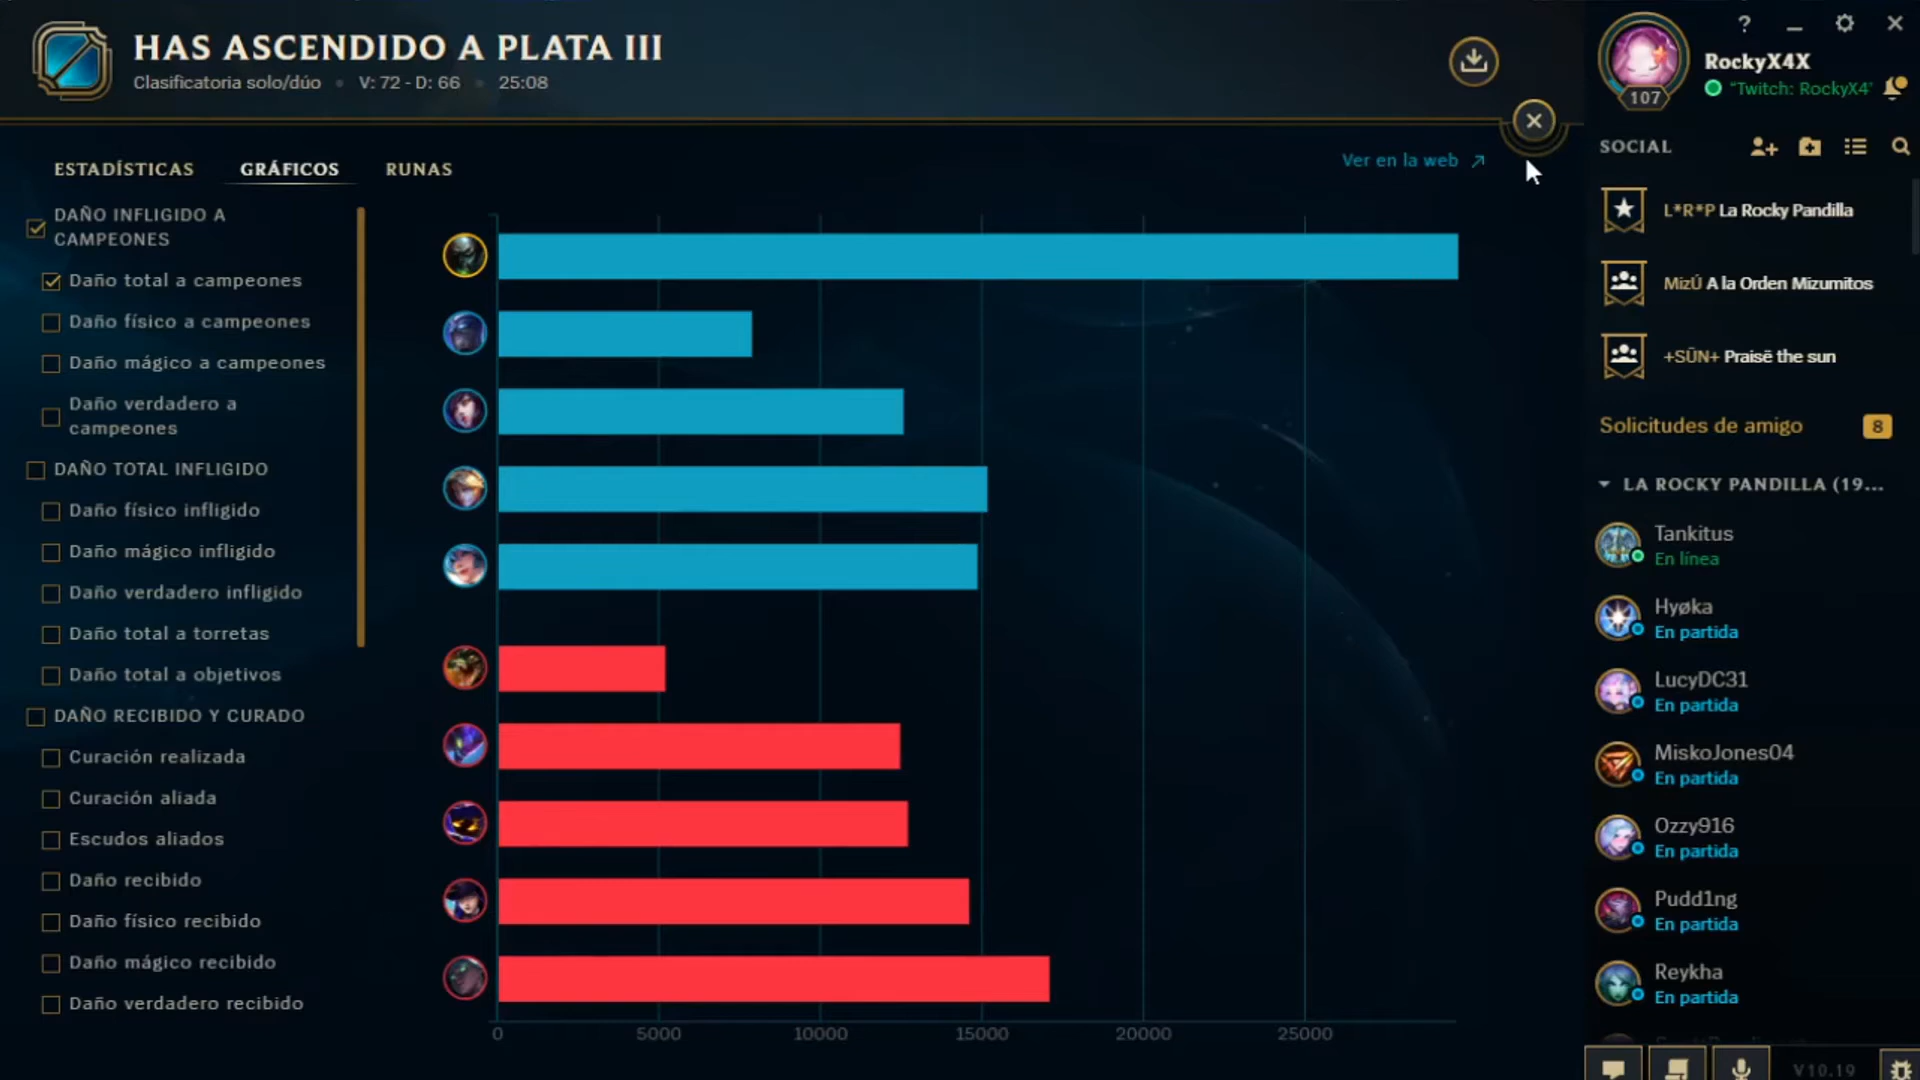 HAS ASCENDIDO A PLATA III
Clasificatoria solo/dúo • V: 72 - D: 66 • 25:08
ESTADÍSTICAS GRÁFICOS RUNAS
Ver en la web
DAÑO INFLIGIDO A
CAMPEONES
Daño total a campeones
Daño físico a campeones
Daño mágico a campeones
Daño verdadero a
campeones
DAÑO TOTAL INFLIGIDO
Daño físico infligido
Daño mágico infligido
Daño verdadero infligido
Daño total a torretas
Daño total a objetivos
DAÑO RECIBIDO Y CURADO
Curación realizada
Curación aliada
Escudos aliados
Daño recibido
Daño físico recibido
Daño mágico recibido
Daño verdadero recibido
0 5000 10000 15000 20000 25000
?
RockyX4X
107
"Twitch: RockyX4"
SOCIAL
L*R*P La Rocky Pandilla
MizÚ A la Orden Mizumitos
+SŨN+ Praisë the sun
Solicitudes de amigo 8
LA ROCKY PANDILLA (19...
Tankitus
En línea
Hyøka
En partida
LucyDC31
En partida
MiskoJones04
En partida
Ozzy916
En partida
Pudd1ng
En partida
Reykha
En partida
V10.19